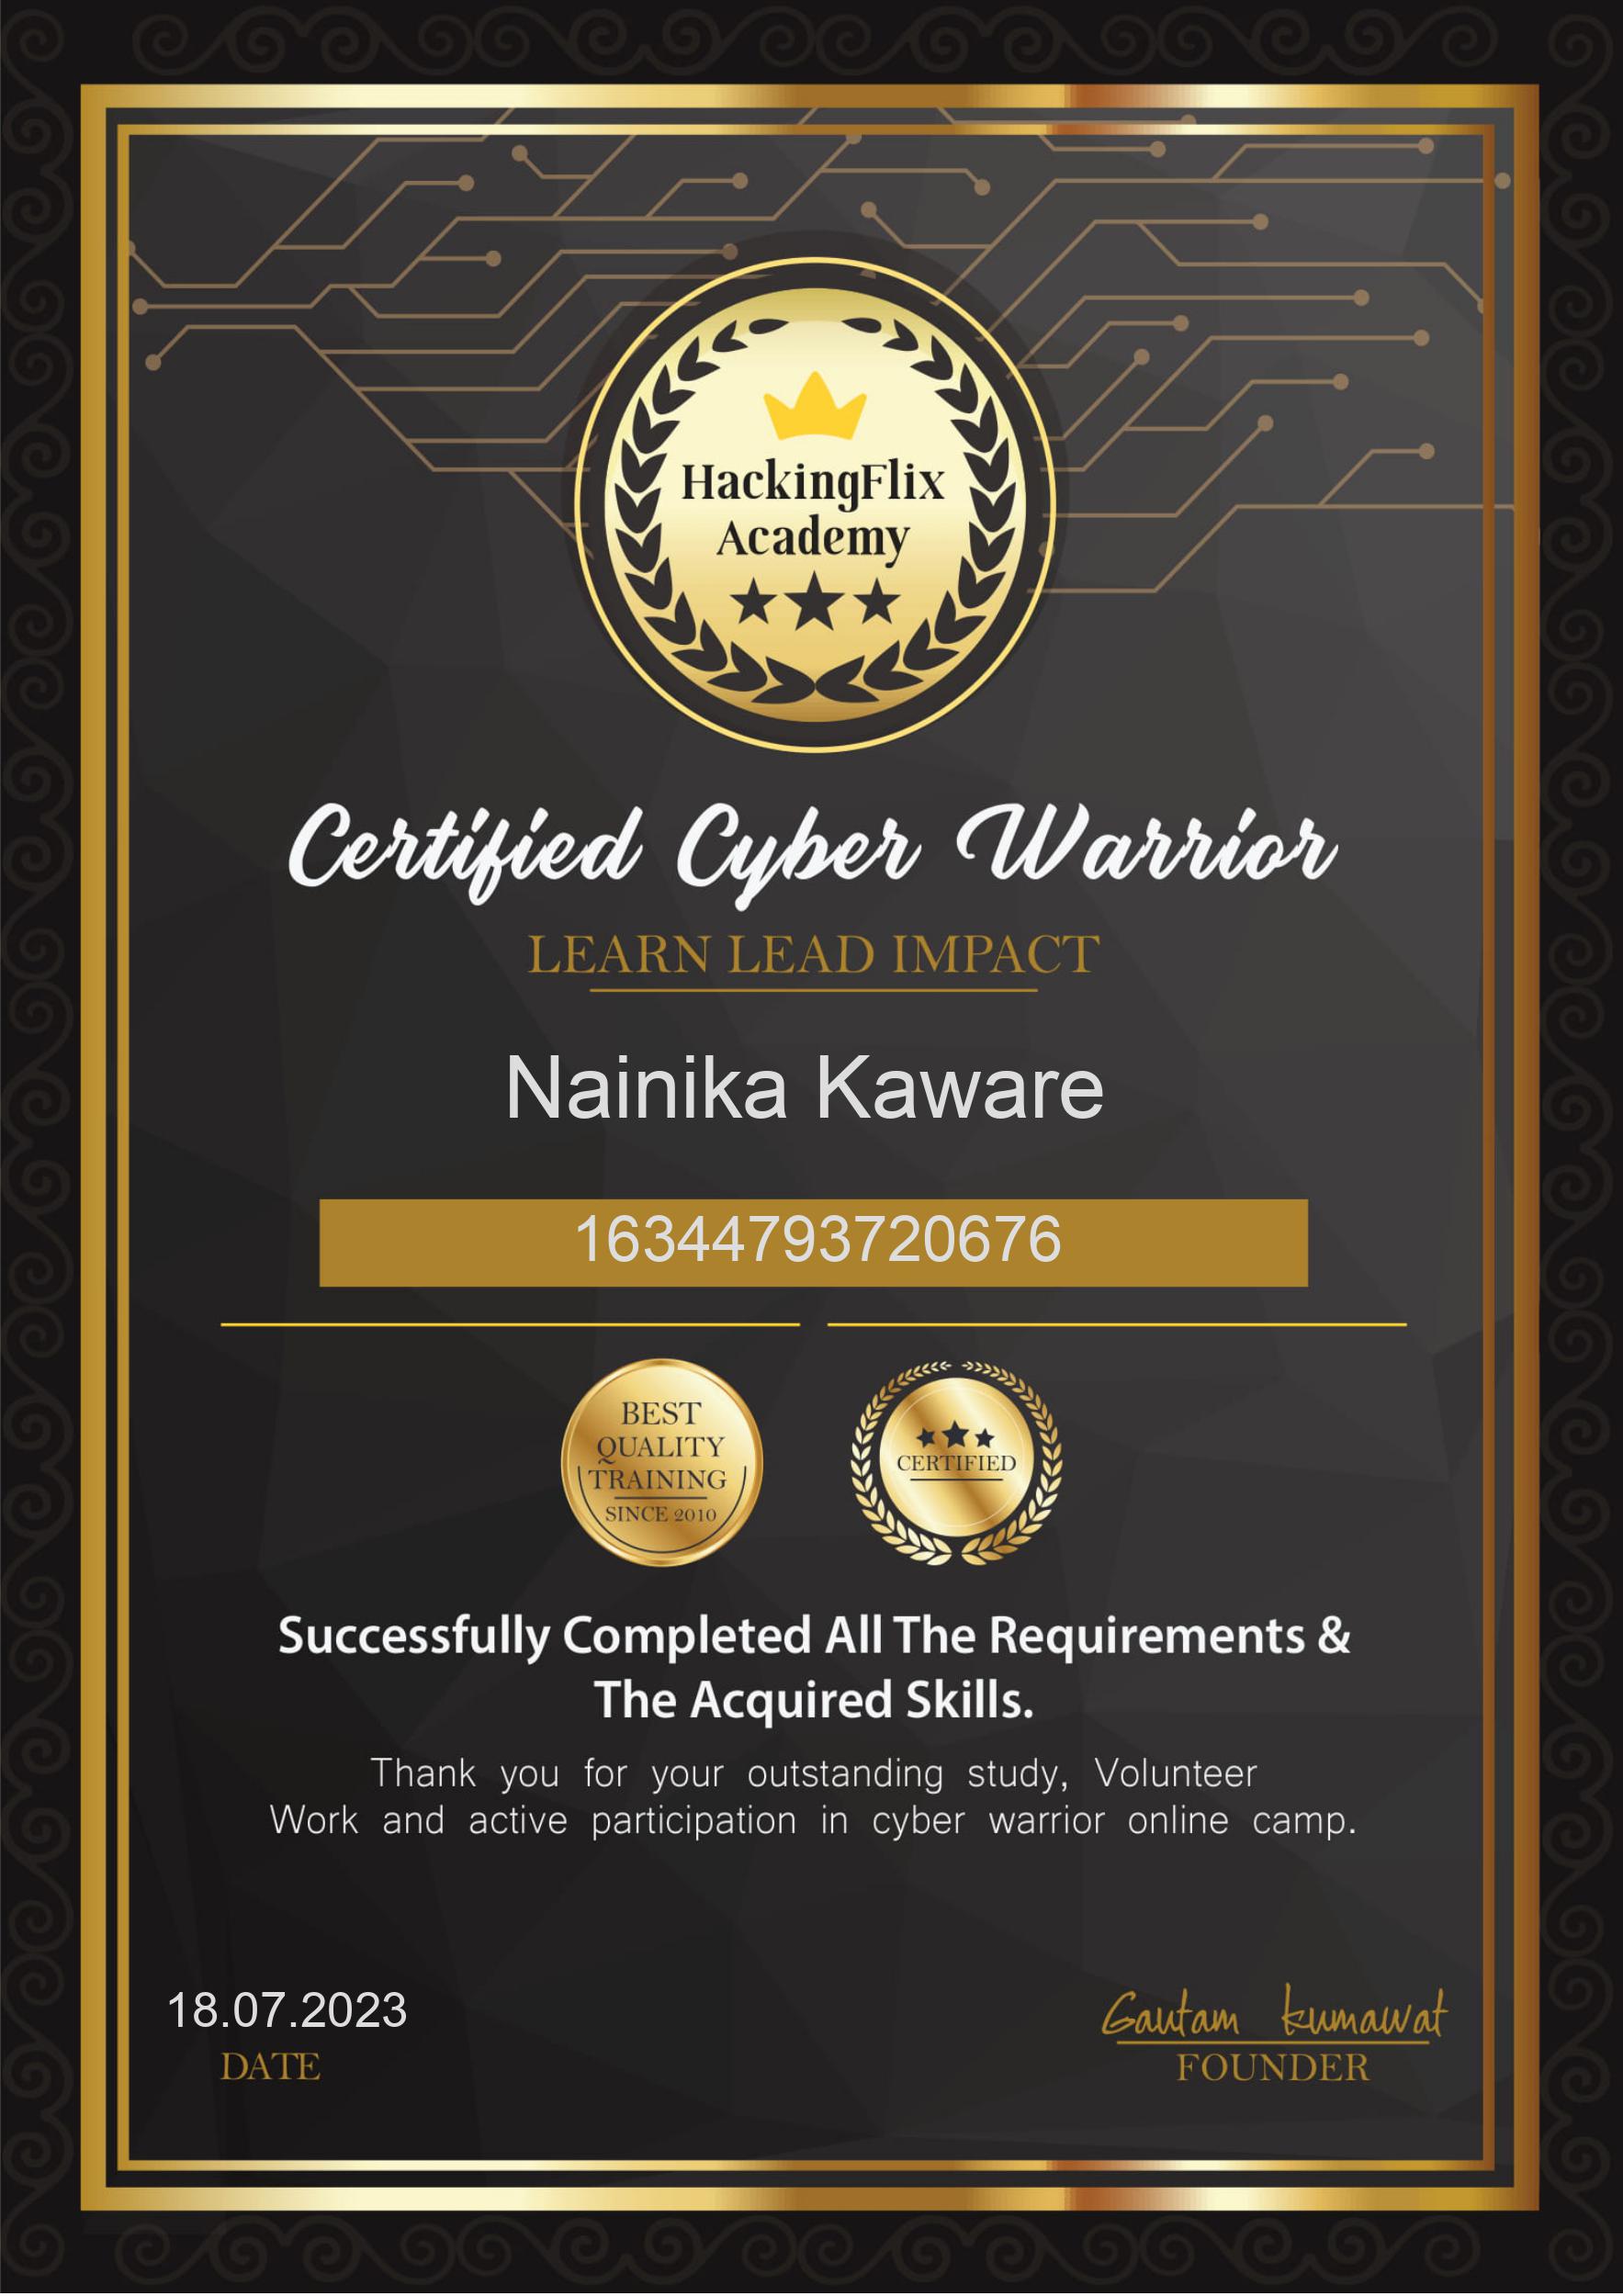 HackingFlix
Academy
Certified Cyber Warrior
LEARN LEAD IMPACT
Nainika Kaware
16344793720676
BEST
QUALITY
TRAINING
SINCE 2010
CERTIFIED
Successfully Completed All The Requirements &
The Acquired Skills.
Thank you for your outstanding study, Volunteer
Work and active participation in cyber warrior online camp.
18.07.2023
DATE
Gautam kumawat
FOUNDER